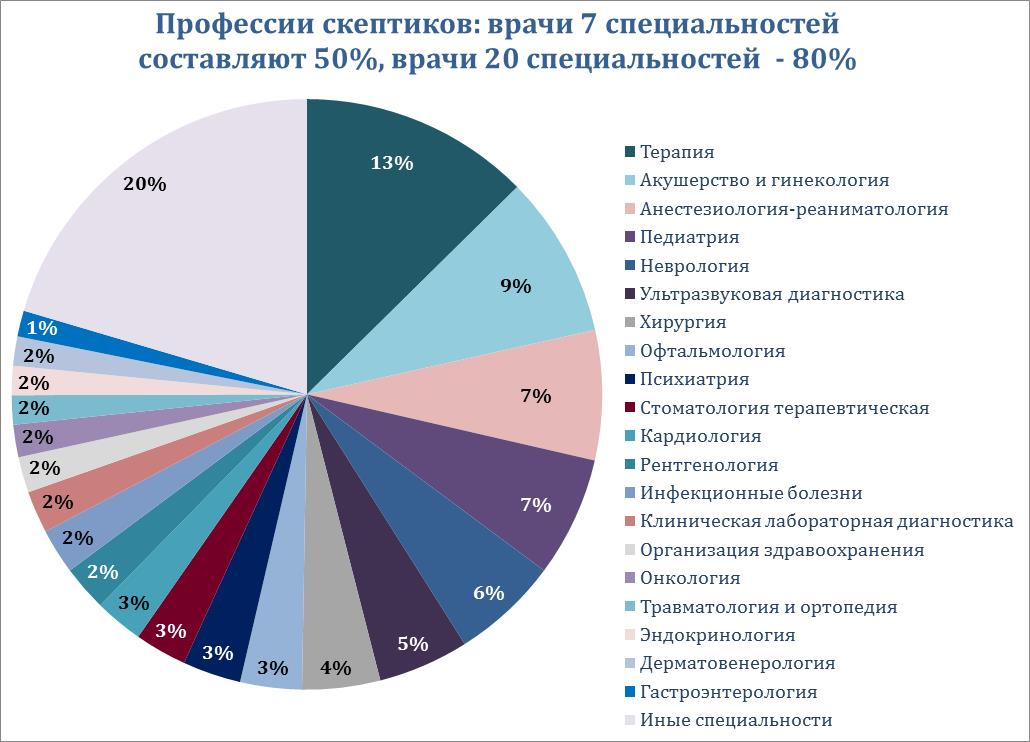 Профессии скептиков: врачи 7 специальностей
составляют 50%, врачи 20 специальностей - 80%
13%
9%
7%
7%
6%
5%
4%
3%
3%
3%
3%
2%
2%
2%
2%
2%
2%
2%
2%
1%
20%
Терапия
Акушерство и гинекология
Анестезиология-реаниматология
Педиатрия
Неврология
Ультразвуковая диагностика
Хирургия
Офтальмология
Психиатрия
Стоматология терапевтическая
Кардиология
Рентгенология
Инфекционные болезни
Клиническая лабораторная диагностика
Организация здравоохранения
Онкология
Травматология и ортопедия
Эндокринология
Дерматовенерология
Гастроэнтерология
Иные специальности